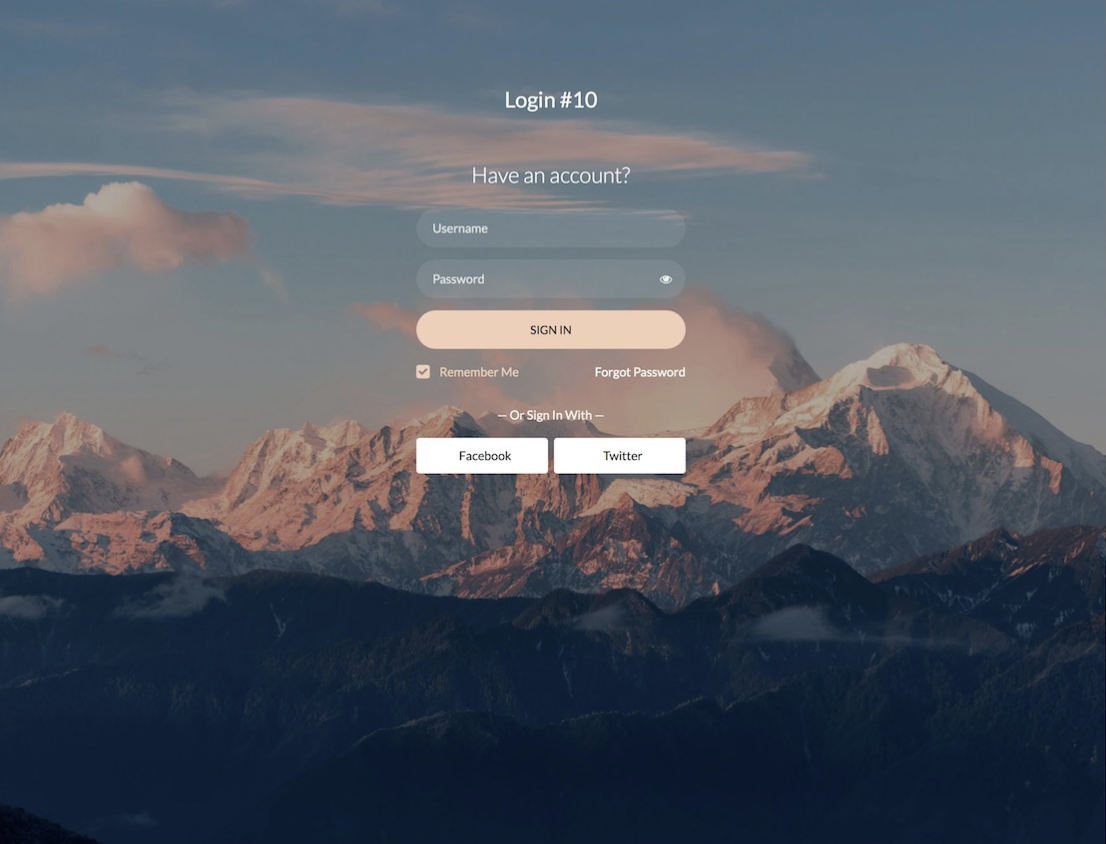 Login #10
Have an account?
Username
Password
SIGN IN
Remember Me Forgot Password
— Or Sign In With —
Facebook Twitter